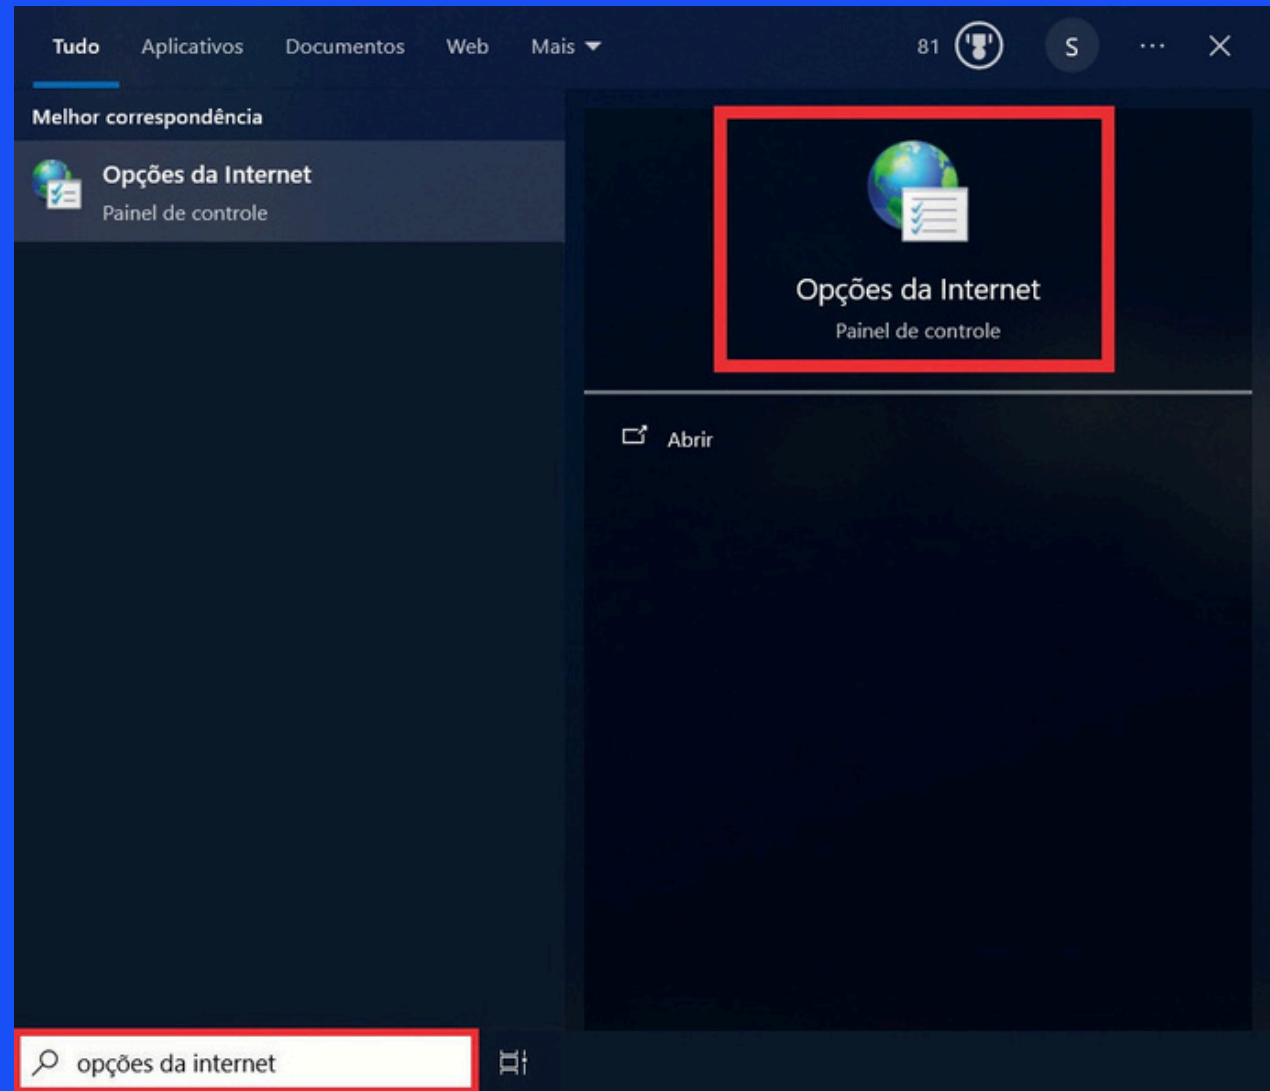 Tudo Aplicativos Documentos Web Mais 81 S ...
Melhor correspondência
Opções da Internet
Painel de controle
Opções da Internet
Painel de controle
Abrir
opções da internet